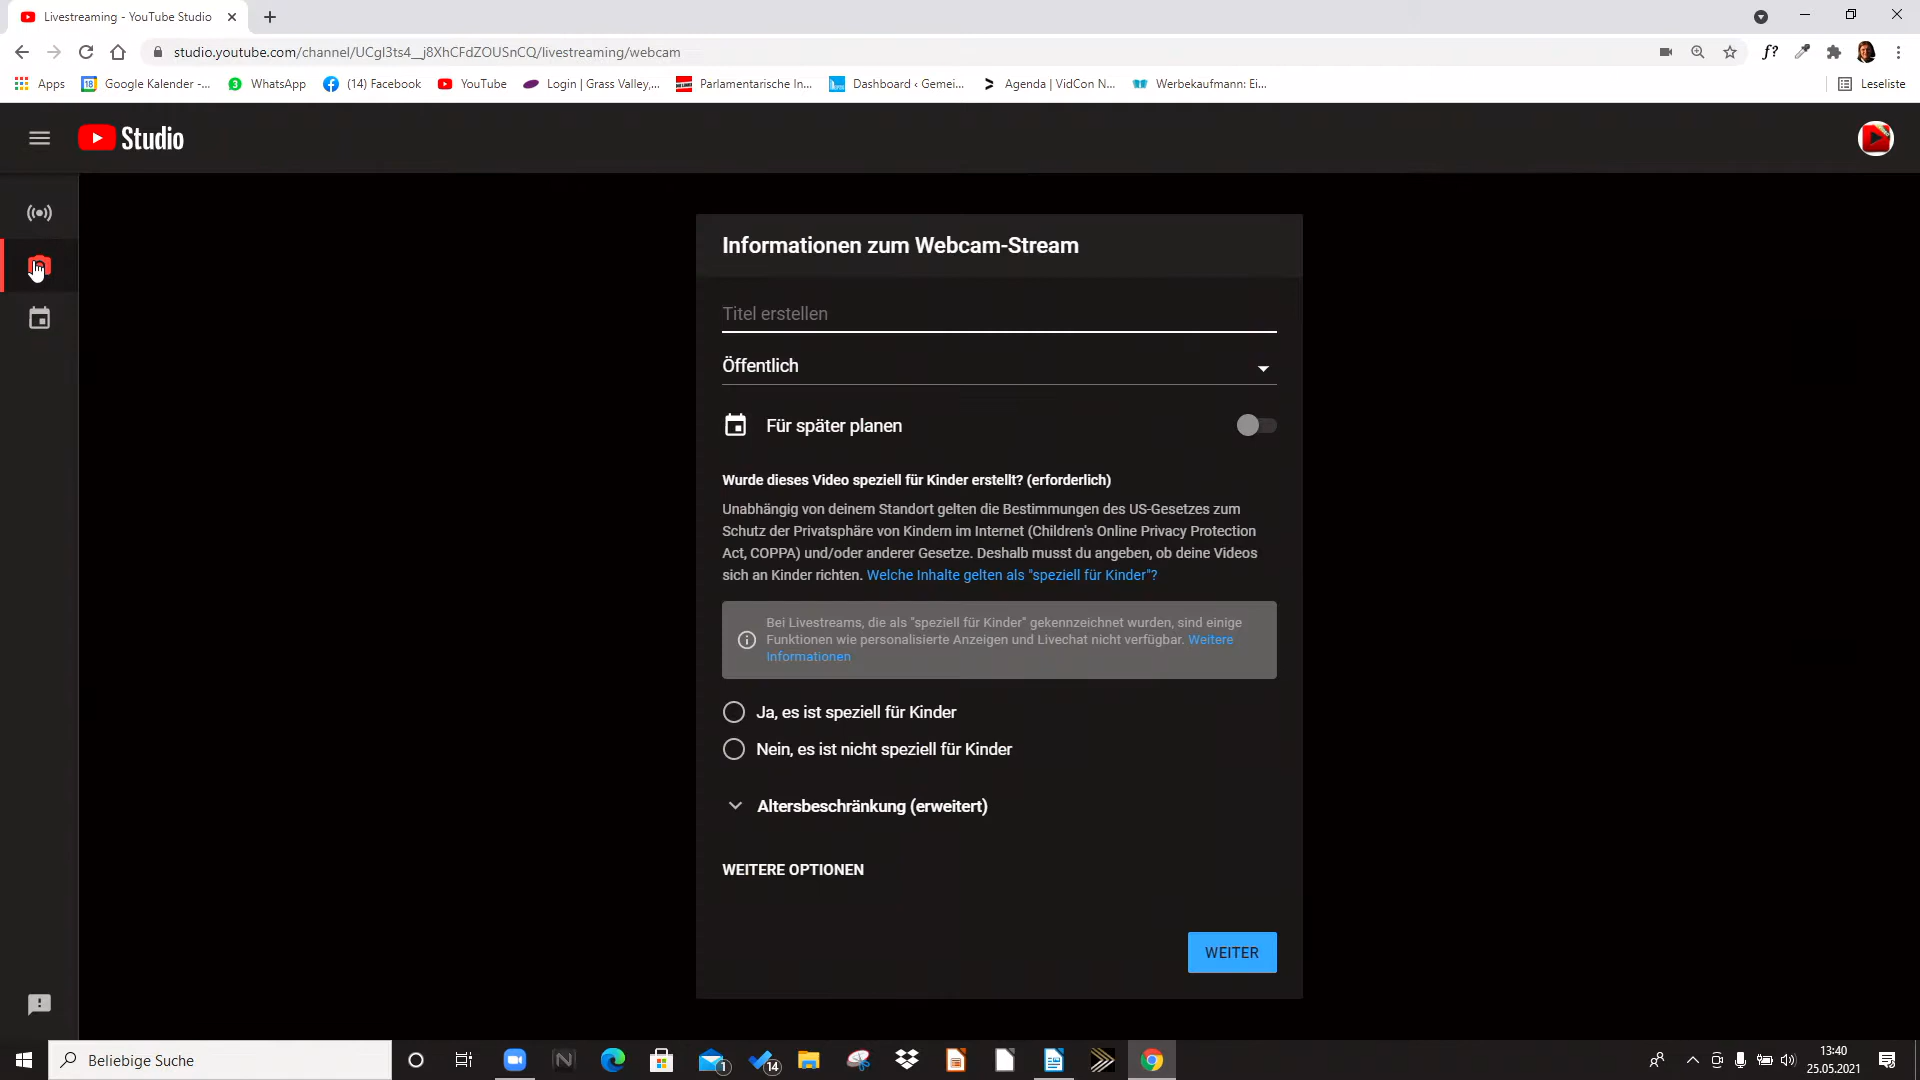 Livestreaming - YouTube Studio
studio.youtube.com/channel/UCgI3ts4__j8XhCFdZOUSnCQ/livestreaming/webcam
f?
Apps
18
Google Kalender -...
3
WhatsApp
(14) Facebook
YouTube
Login | Grass Valley,...
Parlamentarische In...
Dashboard ‹ Gemei...
Agenda | VidCon N...
Werbekaufmann: Ei...
Leseliste
Studio
Informationen zum Webcam-Stream
Titel erstellen
Öffentlich
Für später planen
Wurde dieses Video speziell für Kinder erstellt? (erforderlich)
Unabhängig von deinem Standort gelten die Bestimmungen des US-Gesetzes zum
Schutz der Privatsphäre von Kindern im Internet (Children's Online Privacy Protection
Act, COPPA) und/oder anderer Gesetze. Deshalb musst du angeben, ob deine Videos
sich an Kinder richten. Welche Inhalte gelten als "speziell für Kinder"?
Bei Livestreams, die als "speziell für Kinder" gekennzeichnet wurden, sind einige
Funktionen wie personalisierte Anzeigen und Livechat nicht verfügbar. Weitere
Informationen
Ja, es ist speziell für Kinder
Nein, es ist nicht speziell für Kinder
Altersbeschränkung (erweitert)
WEITERE OPTIONEN
WEITER
Beliebige Suche
N
1
14
13:40
25.05.2021